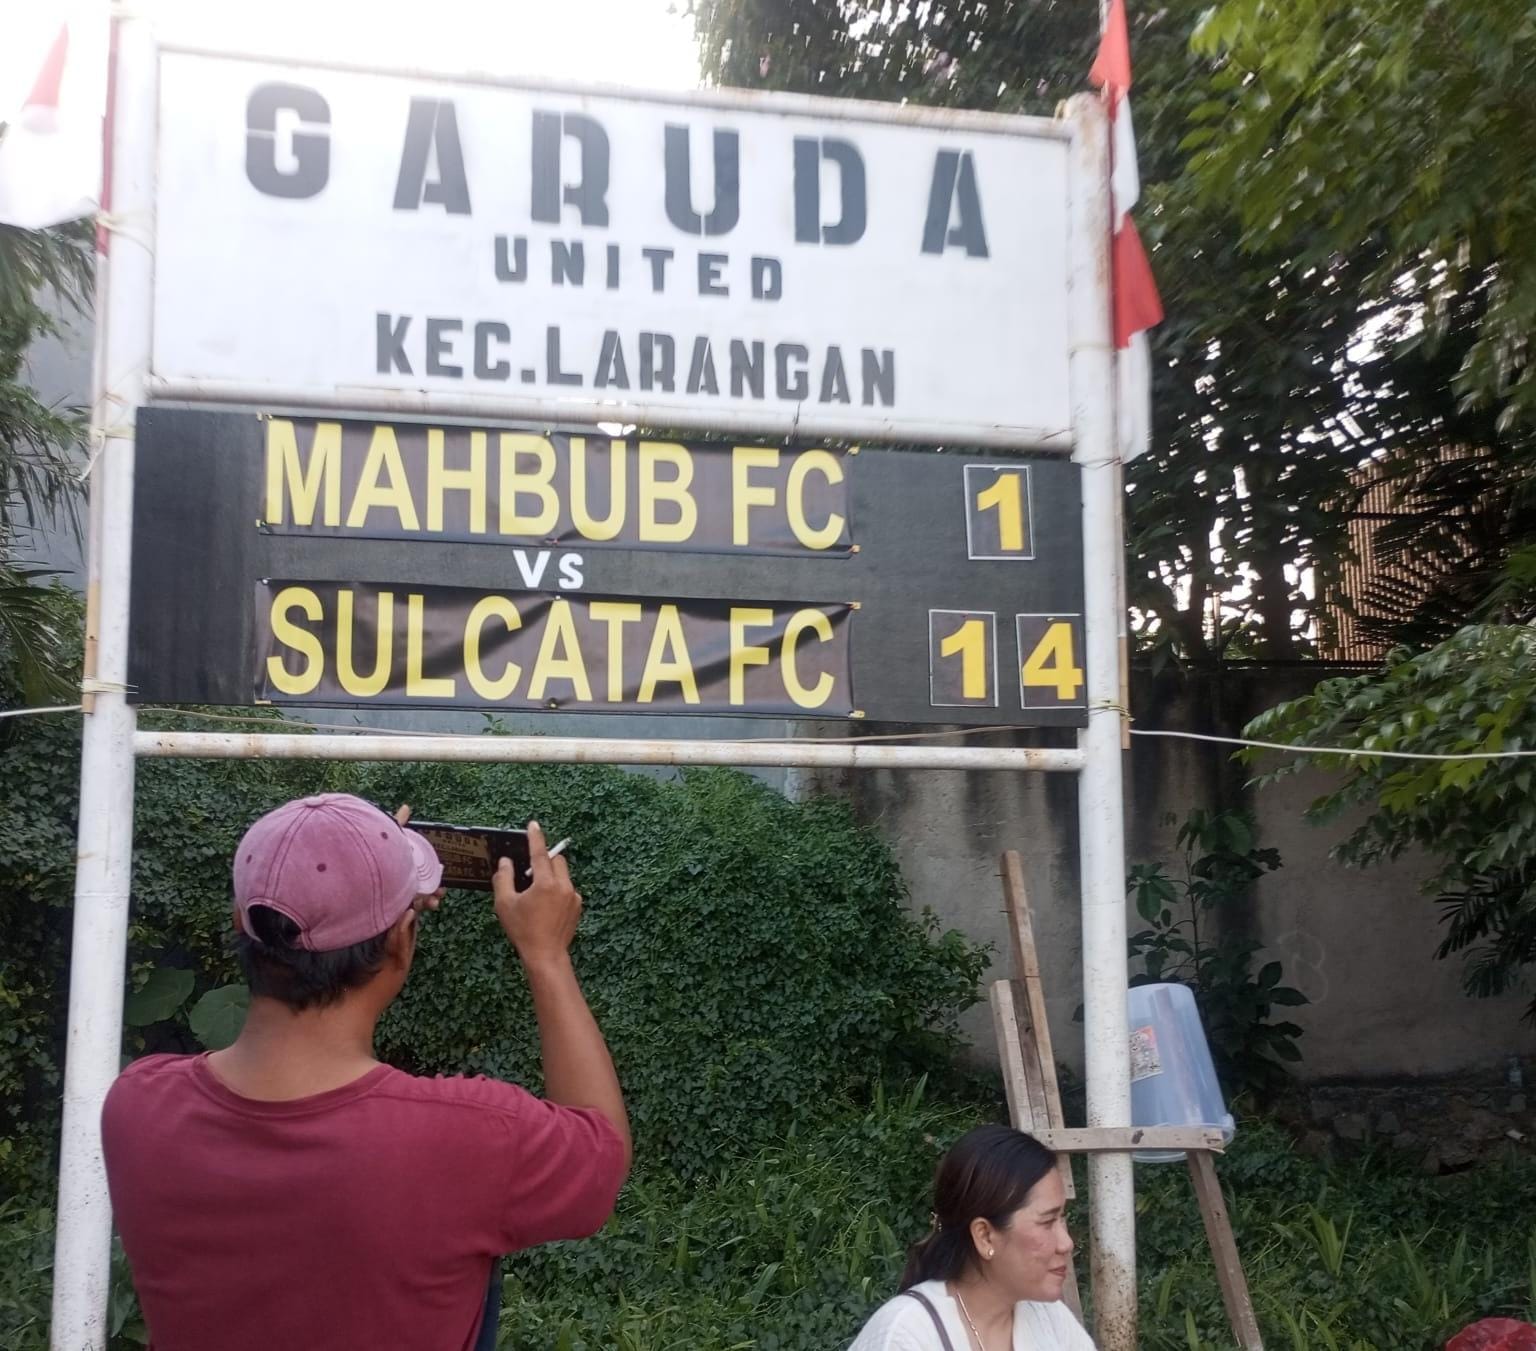 GARUDA
UNITED
KEC.LARANGAN
MAHBUB FC 1
VS
SULCATA FC 14